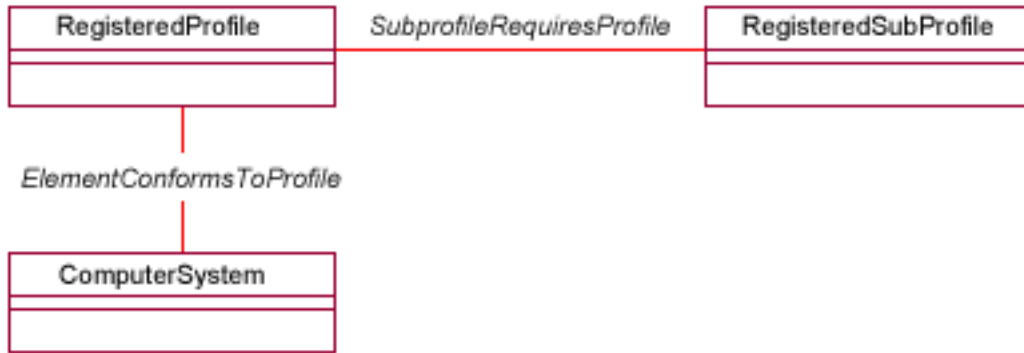 RegisteredProfile
SubprofileRequiresProfile
RegisteredSubProfile
ElementConformsToProfile
ComputerSystem